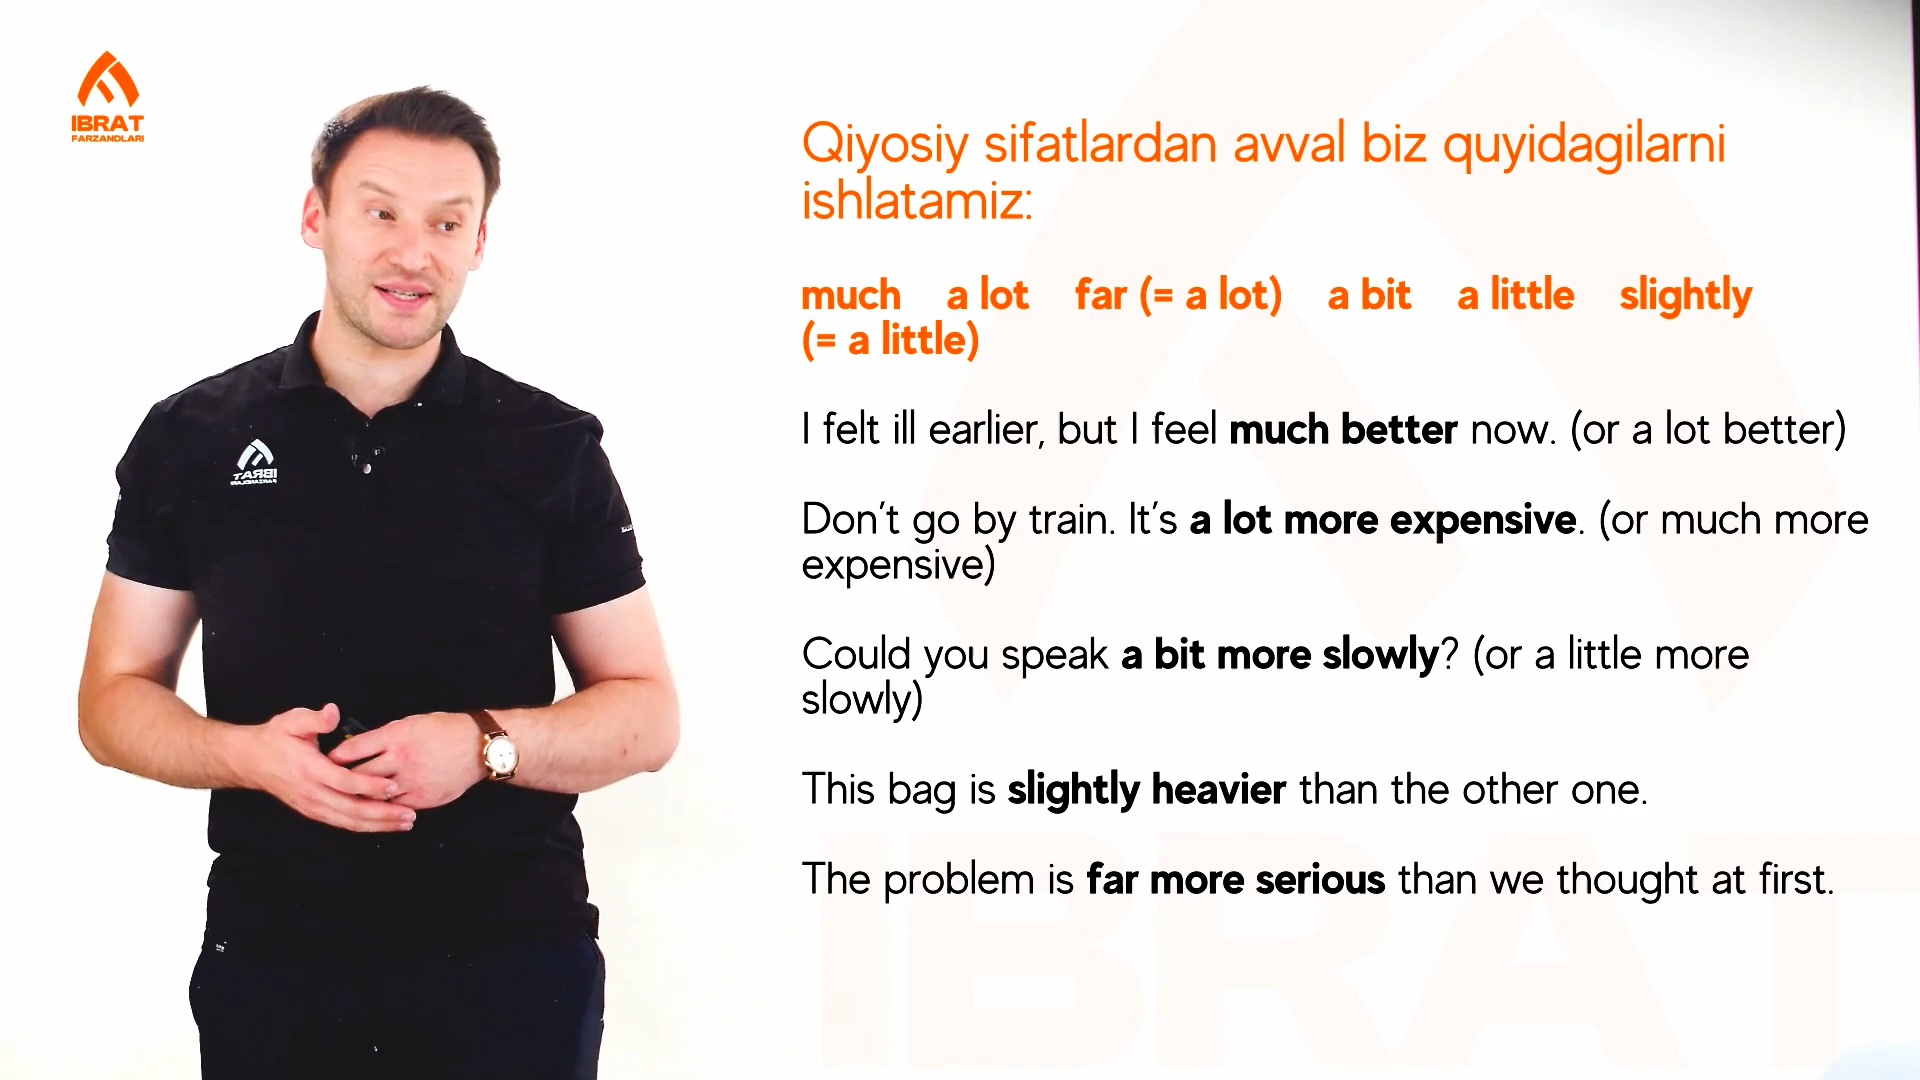 IBRAT
FARZANDLARI
Qiyosiy sifatlardan avval biz quyidagilarni
ishlatamiz:
much a lot far (= a lot) a bit a little slightly
(= a little)
I felt ill earlier, but I feel much better now. (or a lot better)
Don't go by train. It's a lot more expensive. (or much more
expensive)
Could you speak a bit more slowly? (or a little more
slowly)
This bag is slightly heavier than the other one.
The problem is far more serious than we thought at first.
IBRAT
FARZANDLARI
IBRAT